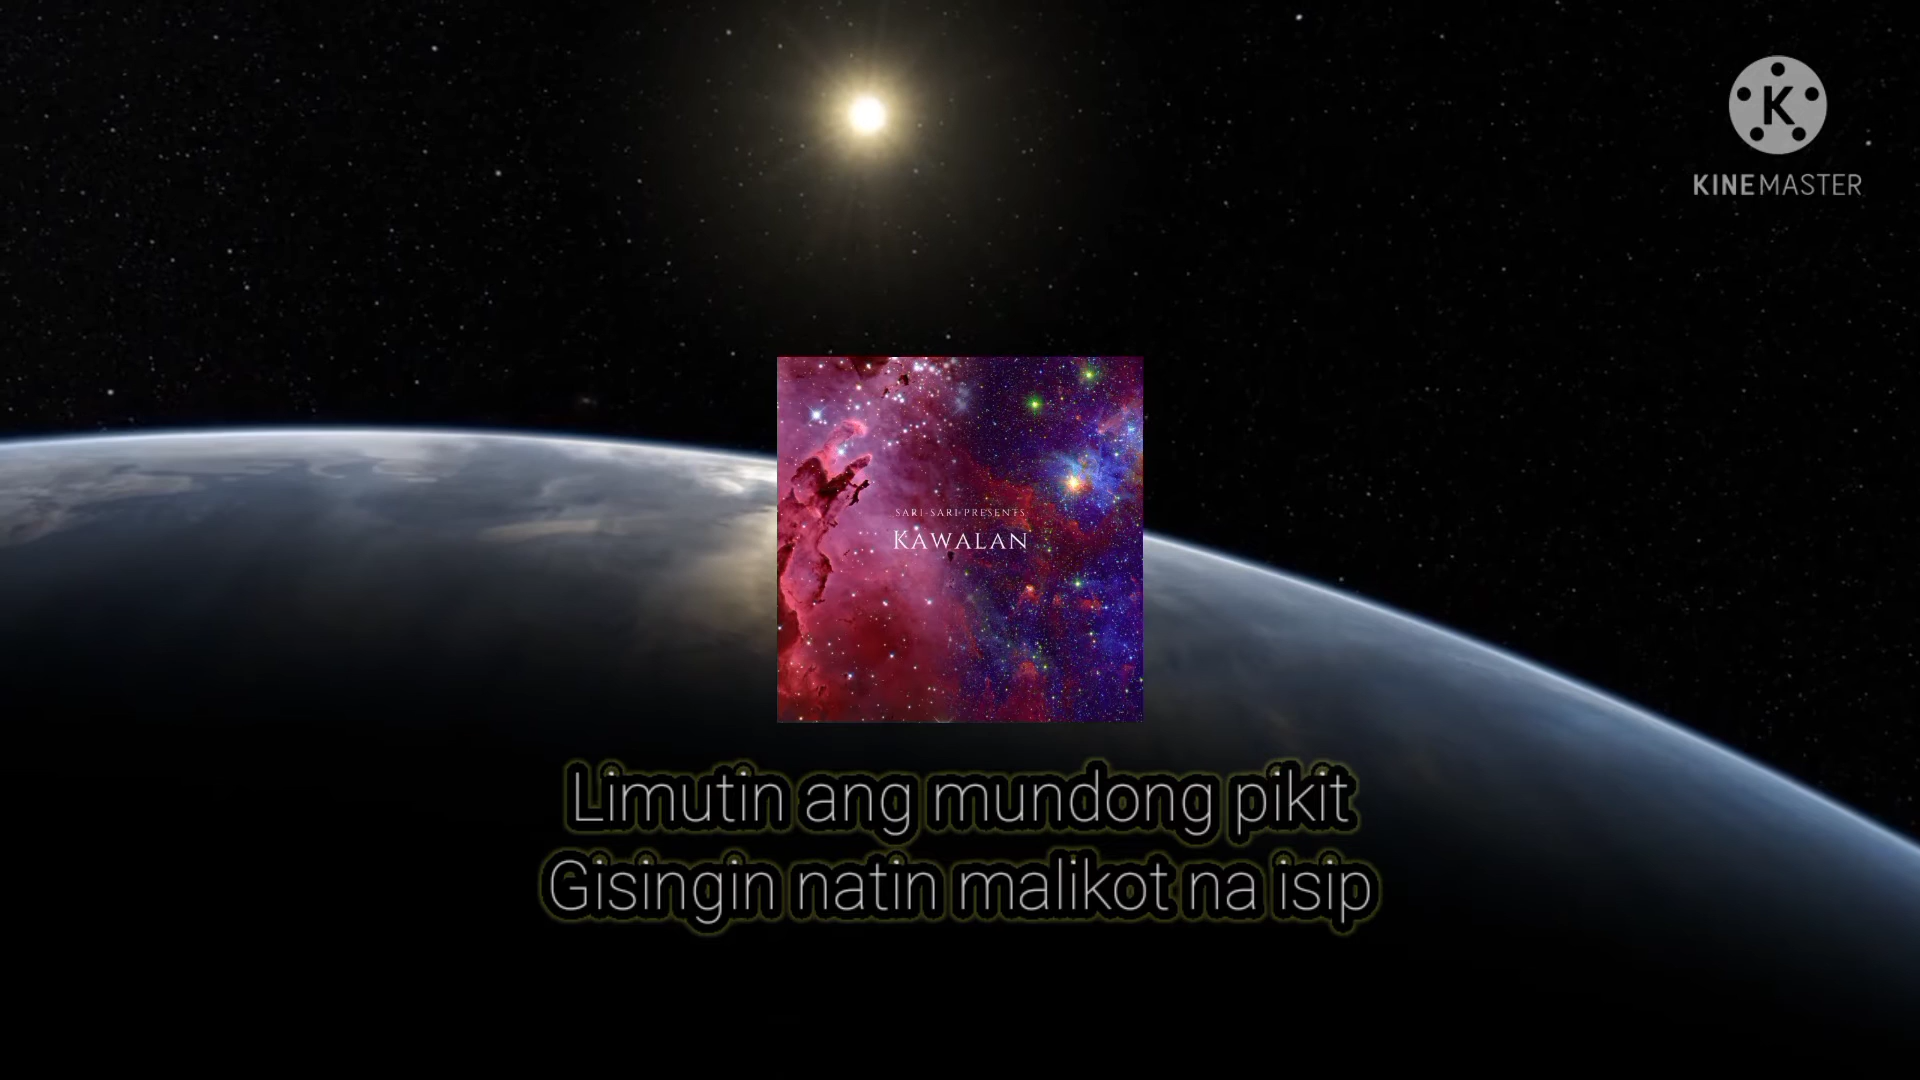 K
KINEMASTER
SARI-SARI PRESENTS
KAWALAN
Limutin ang mundong pikit
Gisingin natin malikot na isip